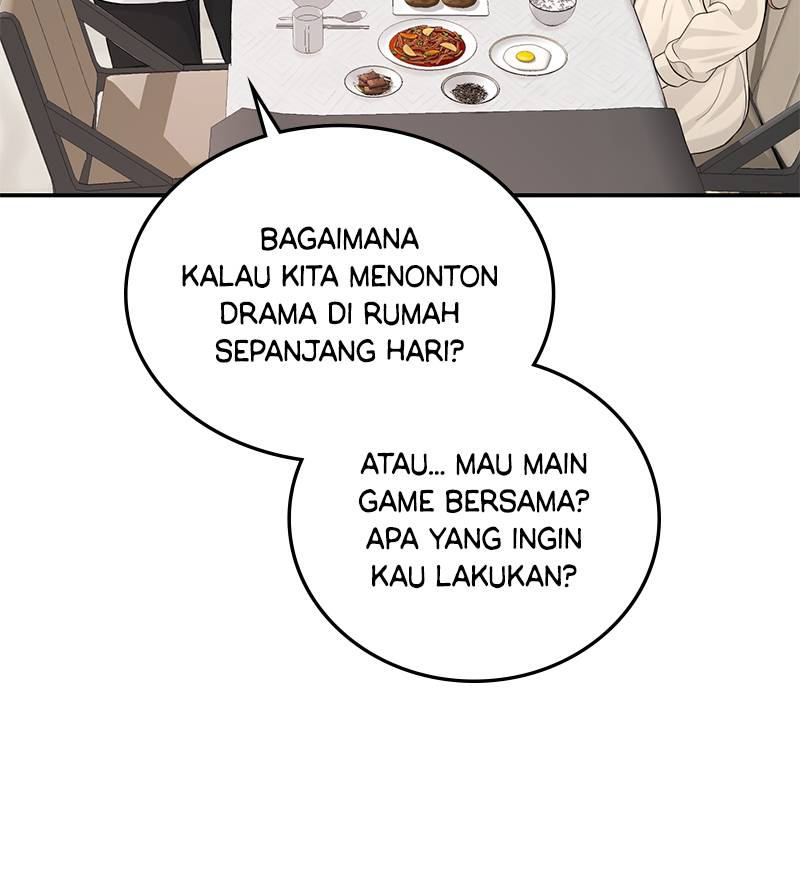 BAGAIMANA
KALAU KITA MENONTON
DRAMA DI RUMAH
SEPANJANG HARI?
ATAU... MAU MAIN
GAME BERSAMA?
APA YANG INGIN
KAU LAKUKAN?